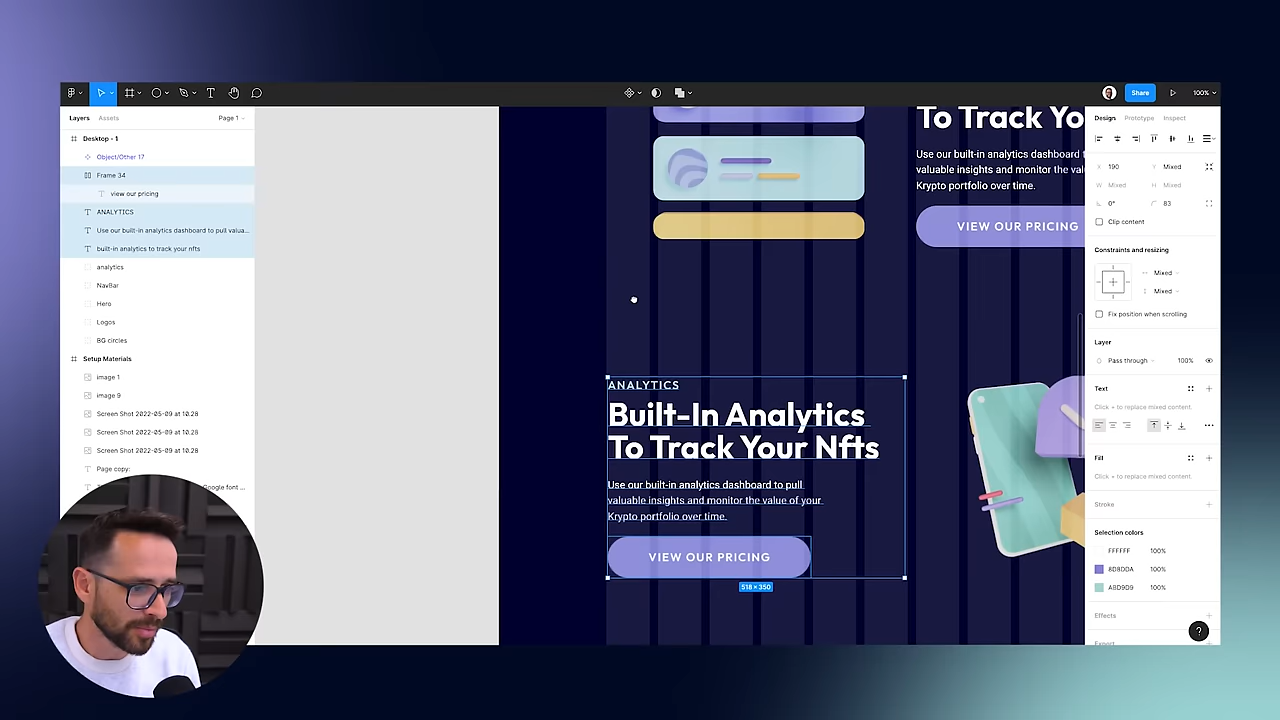 Share
100%
Layers
Assets
Page 1
Desktop - 1
Object/Other 17
Frame 34
view our pricing
ANALYTICS
Use our built-in analytics dashboard to pull valua...
built-in analytics to track your nfts
analytics
NavBar
Hero
Logos
BG circles
Setup Materials
image 1
image 9
Screen Shot 2022-05-09 at 10.28
Screen Shot 2022-05-09 at 10.28
Screen Shot 2022-05-09 at 10.28
Page copy:
Google font ...
To Track Yo
Use our built-in analytics dashboard t
valuable insights and monitor the valu
Krypto portfolio over time.
VIEW OUR PRICING
ANALYTICS
Built-In Analytics
To Track Your Nfts
Use our built-in analytics dashboard to pull
valuable insights and monitor the value of your
Krypto portfolio over time.
VIEW OUR PRICING
518 × 350
Design
Prototype
Inspect
X 190
Y Mixed
W Mixed
H Mixed
0°
83
Clip content
Constraints and resizing
Mixed
Mixed
Fix position when scrolling
Layer
Pass through
100%
Text
Click + to replace mixed content.
Fill
Click + to replace mixed content.
Stroke
Selection colors
FFFFFF 100%
8D8DDA 100%
A8D9D9 100%
Effects
Export
?